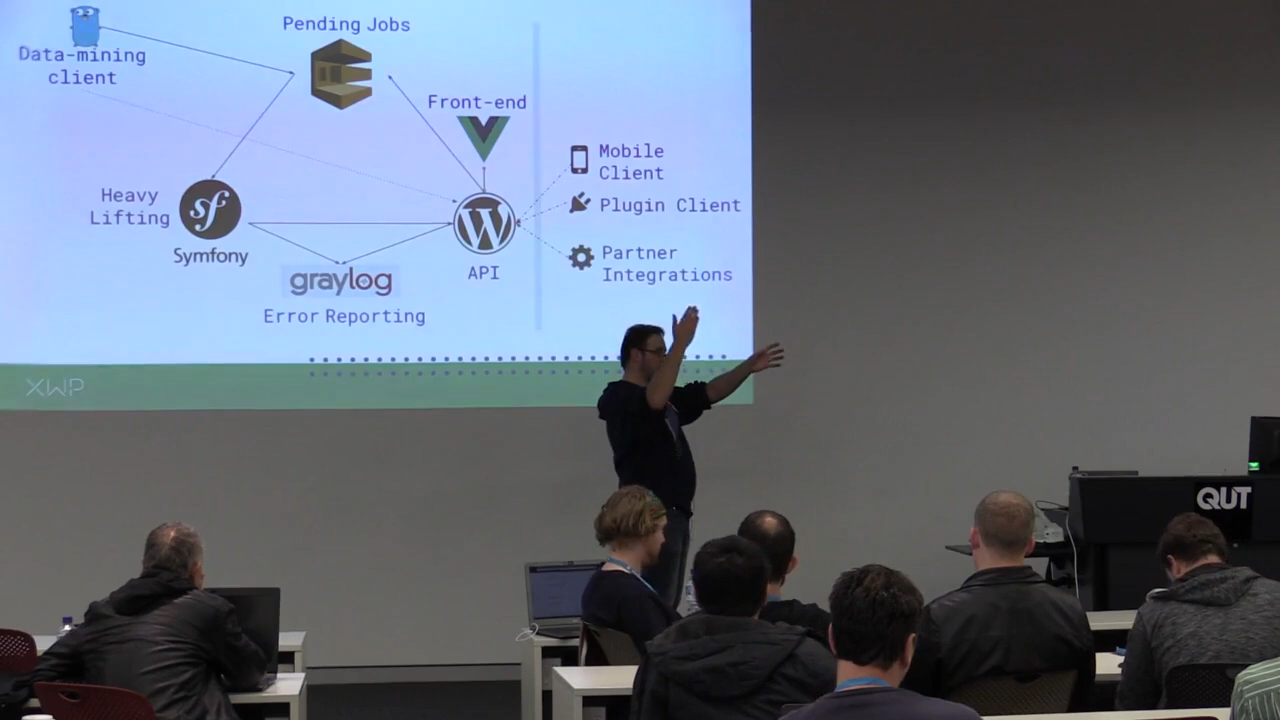 Pending Jobs
Data-mining
client
Front-end
Mobile
Client
Heavy
Lifting
sf
Plugin Client
W
Symfony
Partner
Integrations
API
graylog
Error Reporting
XWP
QUT